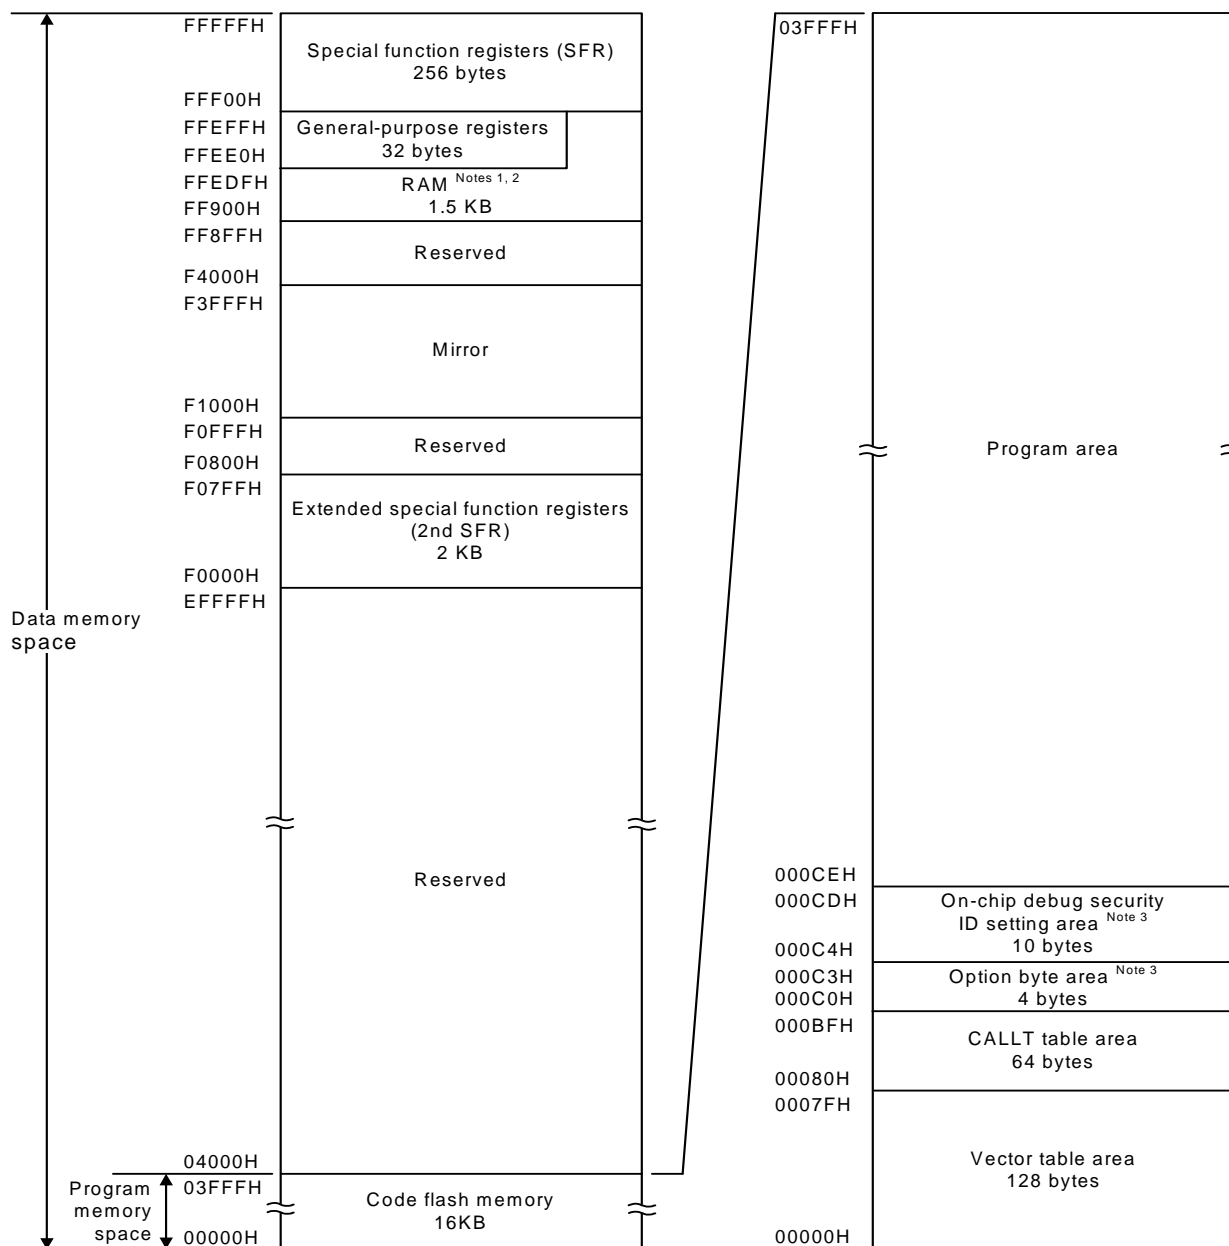 FFFFFH
Special function registers (SFR)
256 bytes
FFF00H
FFEFFH
General-purpose registers
32 bytes
FFEE0H
FFEDFH
RAM Notes 1, 2
1.5 KB
FF900H
FF8FFH
Reserved
F4000H
F3FFFH
Mirror
F1000H
F0FFFH
Reserved
F0800H
F07FFH
Extended special function registers
(2nd SFR)
2 KB
F0000H
EFFFFH
Data memory
space
Reserved
04000H
03FFFH
Program
memory
space
Code flash memory
16KB
00000H
03FFFH
Program area
000CEH
000CDH
On-chip debug security
ID setting area Note 3
10 bytes
000C4H
000C3H
Option byte area Note 3
4 bytes
000C0H
000BFH
CALLT table area
64 bytes
00080H
0007FH
Vector table area
128 bytes
00000H